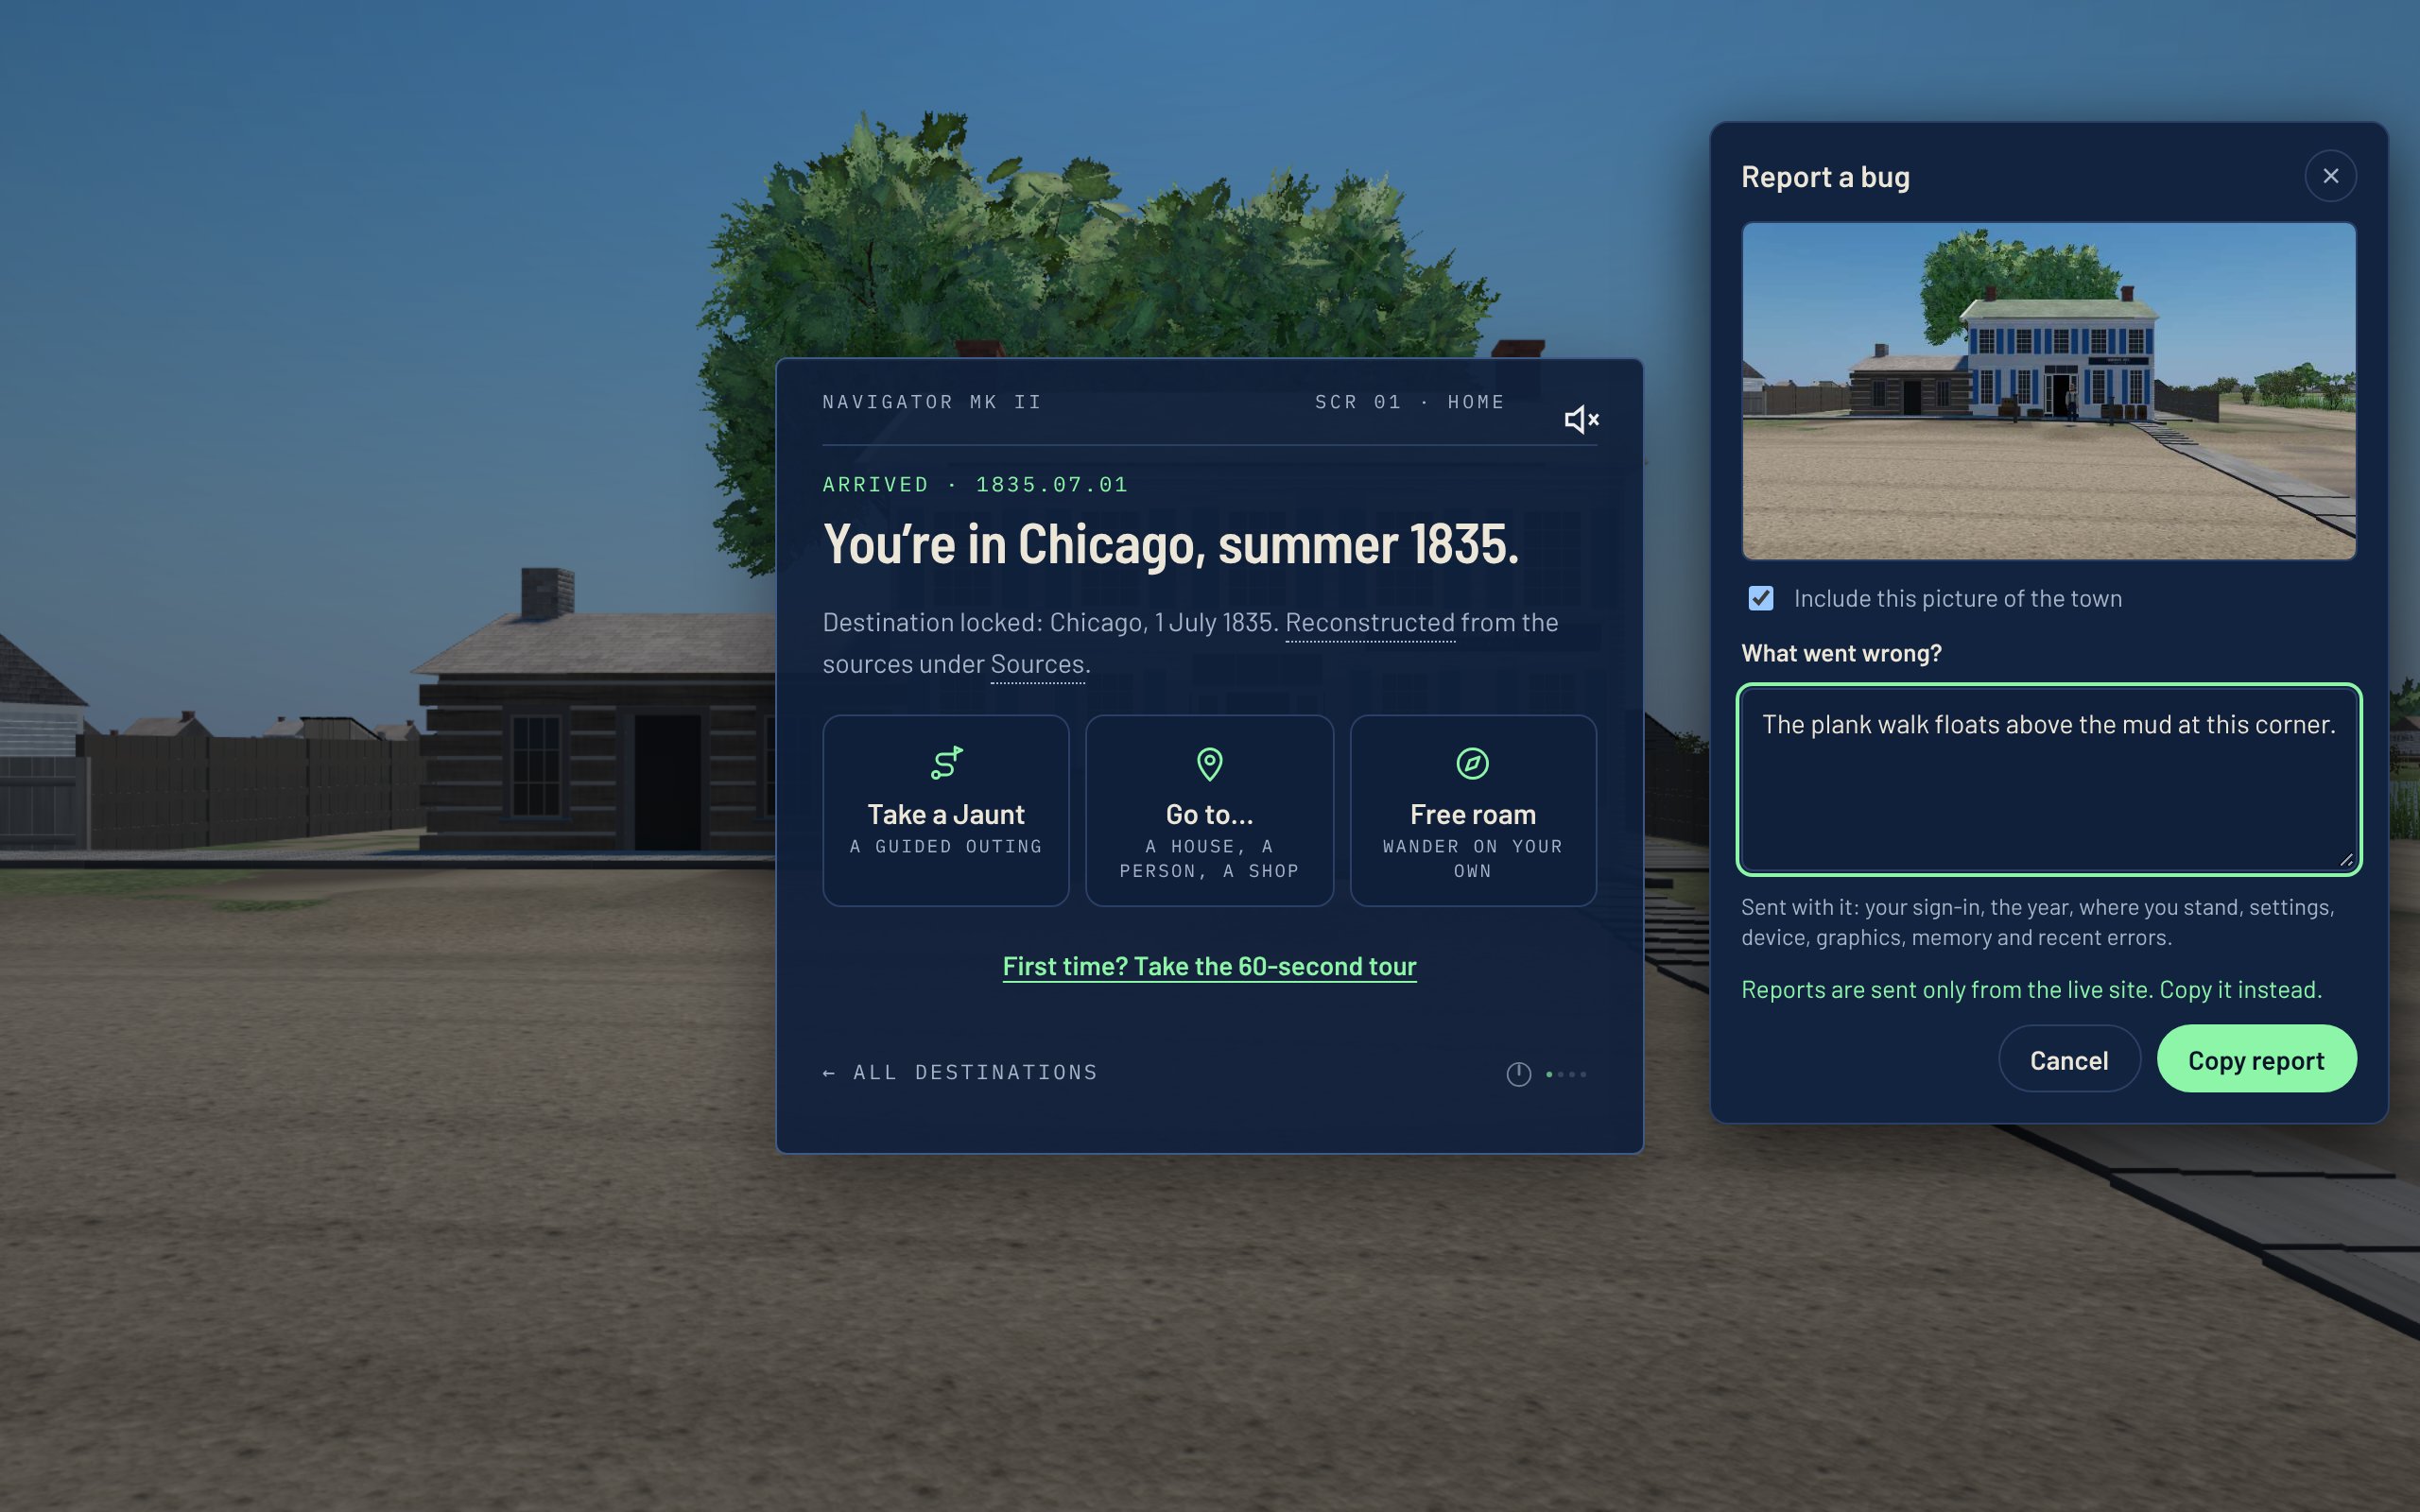 NAVIGATOR MK II
SCR 01 · HOME
ARRIVED · 1835.07.01
You’re in Chicago, summer 1835.
Destination locked: Chicago, 1 July 1835. Reconstructed from the
sources under Sources.
Take a Jaunt
A GUIDED OUTING
Go to…
A HOUSE, A
PERSON, A SHOP
Free roam
WANDER ON YOUR
OWN
First time? Take the 60-second tour
← ALL DESTINATIONS
Report a bug
Include this picture of the town
What went wrong?
The plank walk floats above the mud at this corner.
Sent with it: your sign-in, the year, where you stand, settings,
device, graphics, memory and recent errors.
Reports are sent only from the live site. Copy it instead.
Cancel
Copy report